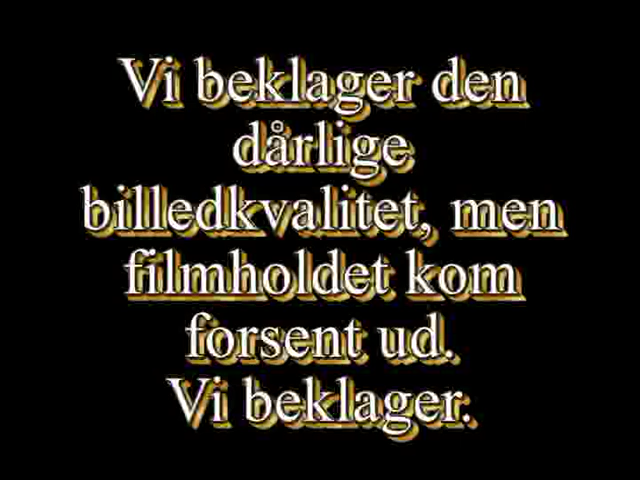 Vi beklager den
dårlige
billedkvalitet, men
filmholdet kom
forsent ud.
Vi beklager.